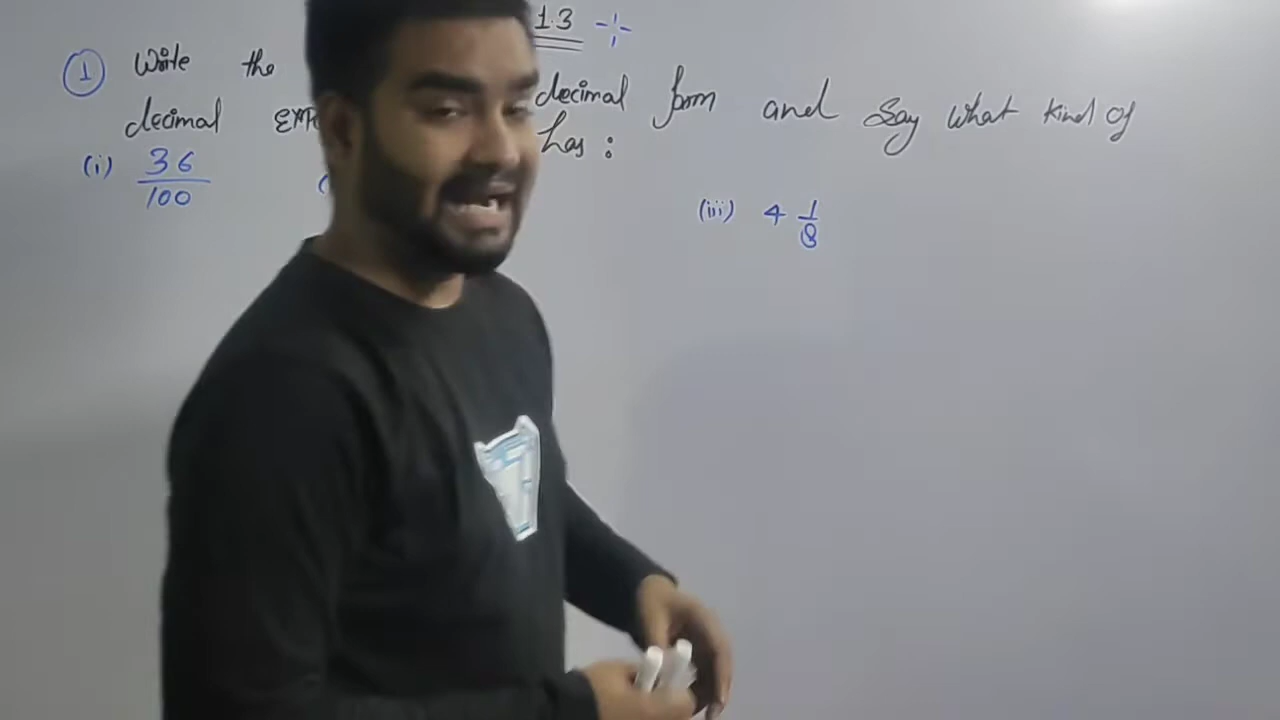 1.3
① Write the decimal form and Say what kind of
decimal has :
(i) 36/100 (iii) 4 1/8